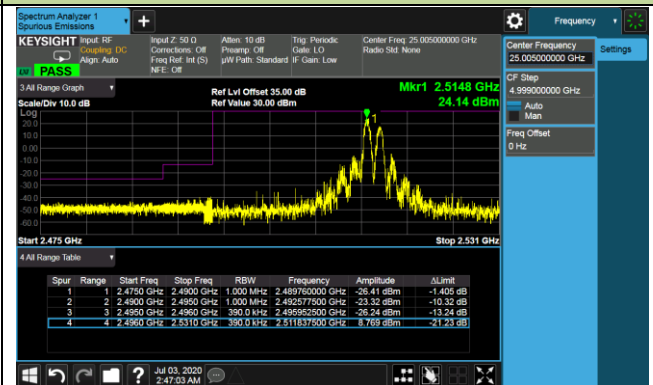 Spectrum Analyzer 1
Spurious Emissions
Frequency
KEYSIGHT
Input: RF
Coupling: DC
Align: Auto
Input Z: 50 Ω
Corrections: Off
Freq Ref: Int (S)
NFE: Off
Atten: 10 dB
Preamp: Off
µW Path: Standard
Trig: Periodic
Gate: LO
IF Gain: Low
Center Freq: 25.005000000 GHz
Radio Std: None
PASS
Center Frequency
25.005000000 GHz
Settings
CF Step
4.999000000 GHz
Auto
Man
Freq Offset
0 Hz
3 All Range Graph
Scale/Div 10.0 dB
Ref Lvl Offset 35.00 dB
Ref Value 30.00 dBm
Mkr1 2.5148 GHz
24.14 dBm
Log
20.0
10.0
0.00
-10.0
-20.0
-30.0
-40.0
-50.0
-60.0
1
Start 2.475 GHz
Stop 2.531 GHz
4 All Range Table
Spur Range Start Freq Stop Freq RBW Frequency Amplitude ΔLimit
1 1 2.4750 GHz 2.4900 GHz 1.000 MHz 2.489760000 GHz -26.41 dBm -1.405 dB
2 2 2.4900 GHz 2.4950 GHz 1.000 MHz 2.492577500 GHz -23.32 dBm -10.32 dB
3 3 2.4950 GHz 2.4960 GHz 390.0 kHz 2.495952500 GHz -26.24 dBm -13.24 dB
4 4 2.4960 GHz 2.5310 GHz 390.0 kHz 2.511837500 GHz 8.769 dBm -21.23 dB
Jul 03, 2020
2:47:03 AM